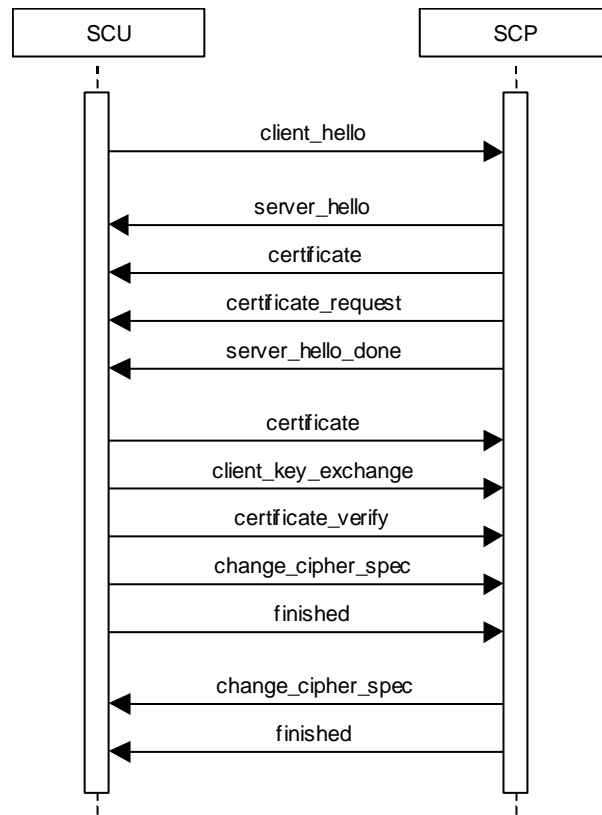 SCU
SCP
client_hello
server_hello
certificate
certificate_request
server_hello_done
certificate
client_key_exchange
certificate_verify
change_cipher_spec
finished
change_cipher_spec
finished